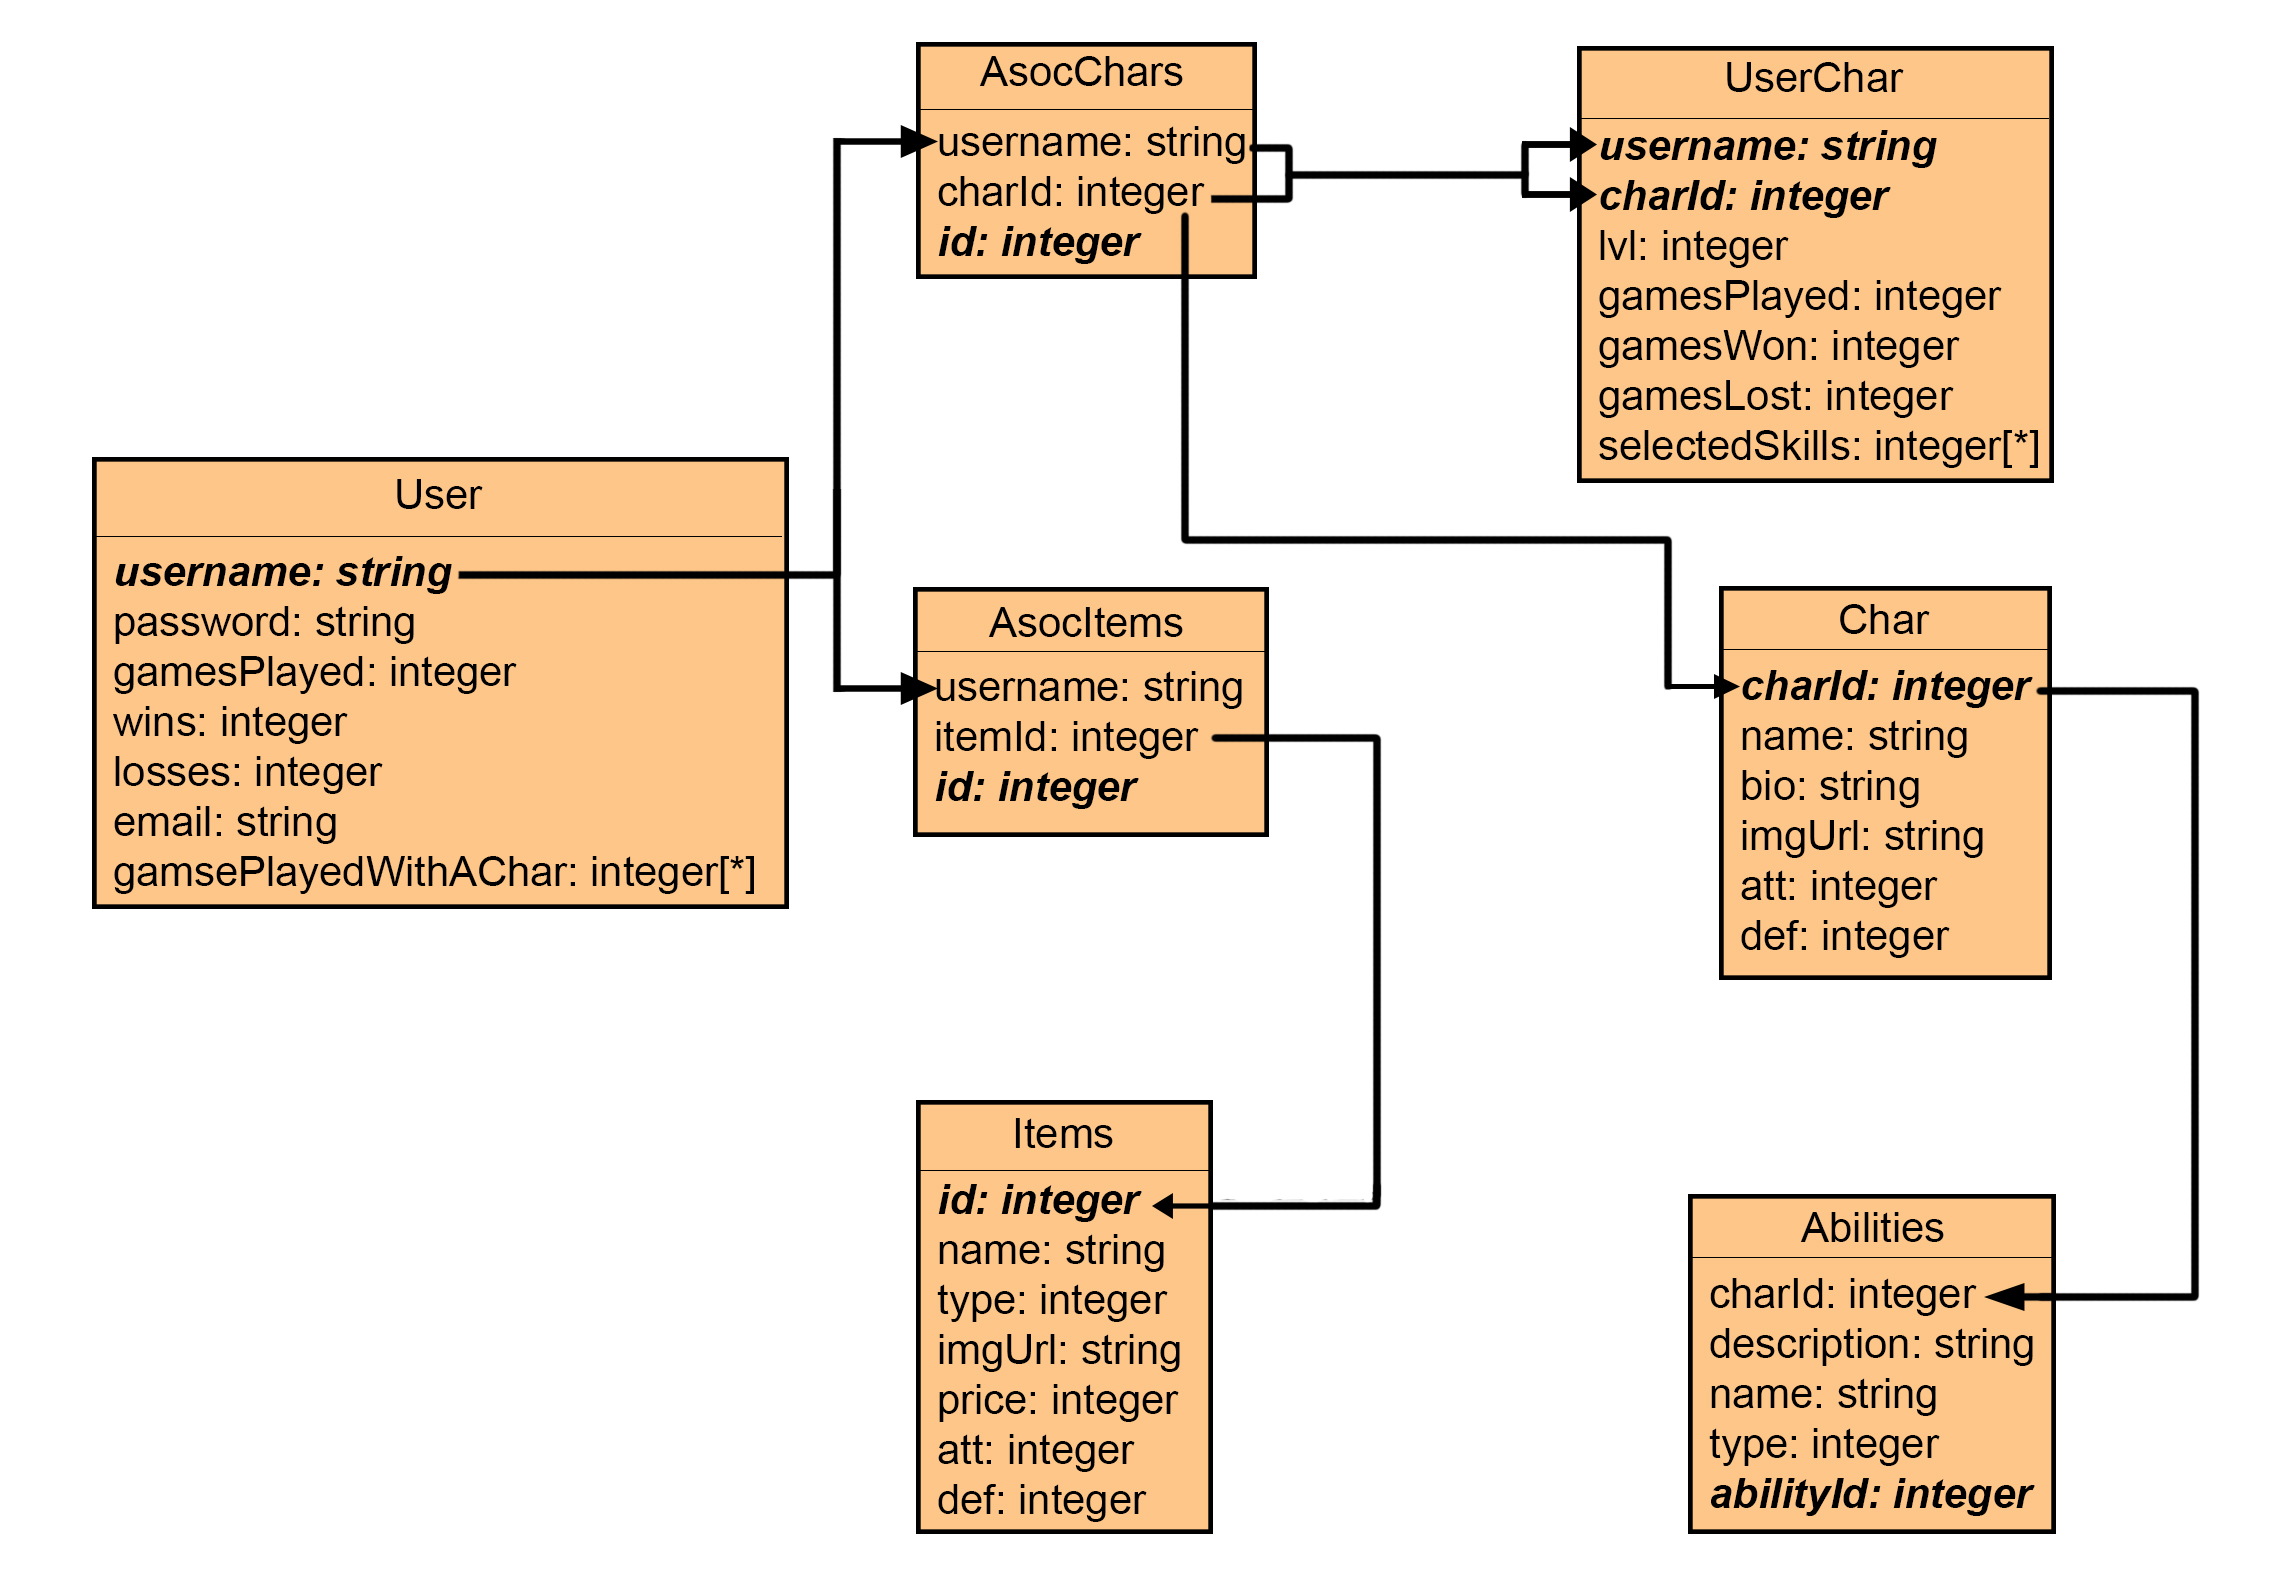 AsocChars
username: string
charId: integer
id: integer
UserChar
username: string
charId: integer
lvl: integer
gamesPlayed: integer
gamesWon: integer
gamesLost: integer
selectedSkills: integer[*]
User
username: string
password: string
gamesPlayed: integer
wins: integer
losses: integer
email: string
gamsePlayedWithAChar: integer[*]
AsocItems
username: string
itemId: integer
id: integer
Char
charId: integer
name: string
bio: string
imgUrl: string
att: integer
def: integer
Items
id: integer
name: string
type: integer
imgUrl: string
price: integer
att: integer
def: integer
Abilities
charId: integer
description: string
name: string
type: integer
abilityId: integer